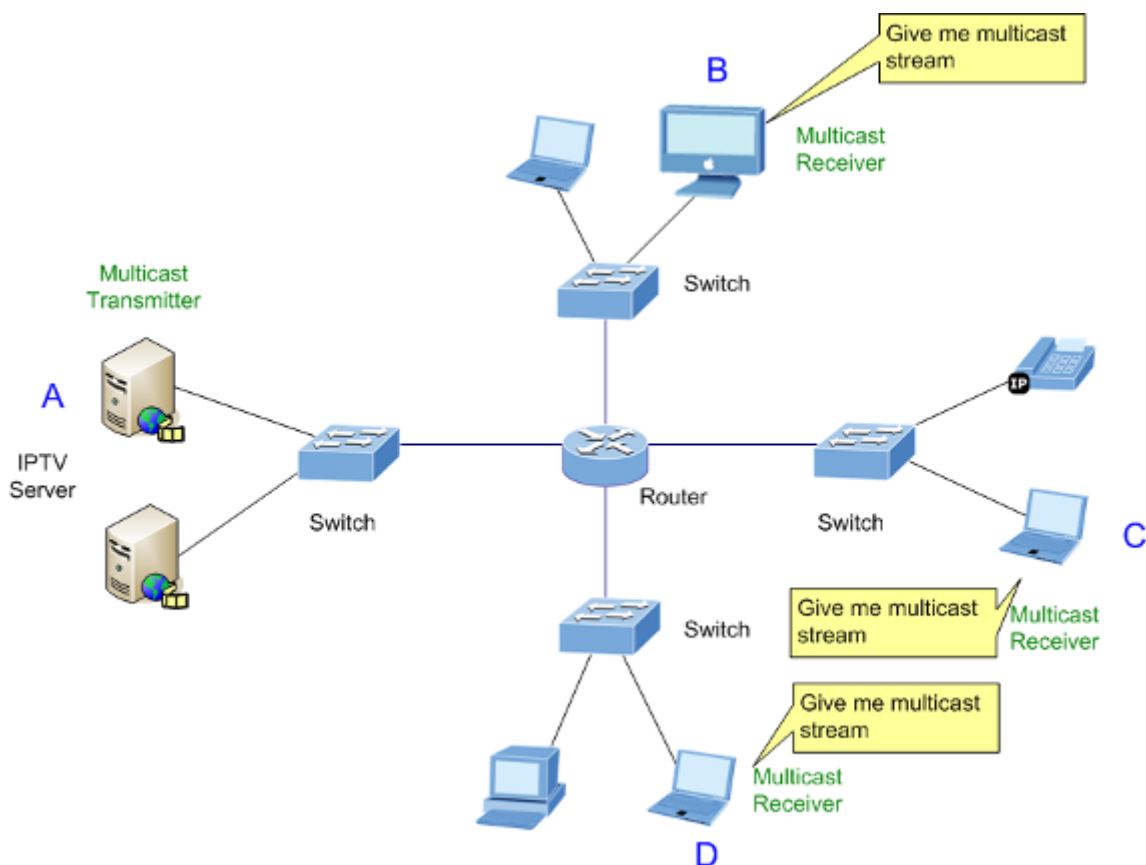 Give me multicast
stream
B
Multicast
Receiver
Switch
Multicast
Transmitter
A
IP
IPTV
Server
Router
Switch
Switch
C
Give me multicast
stream
Multicast
Receiver
Switch
Give me multicast
stream
Multicast
Receiver
D